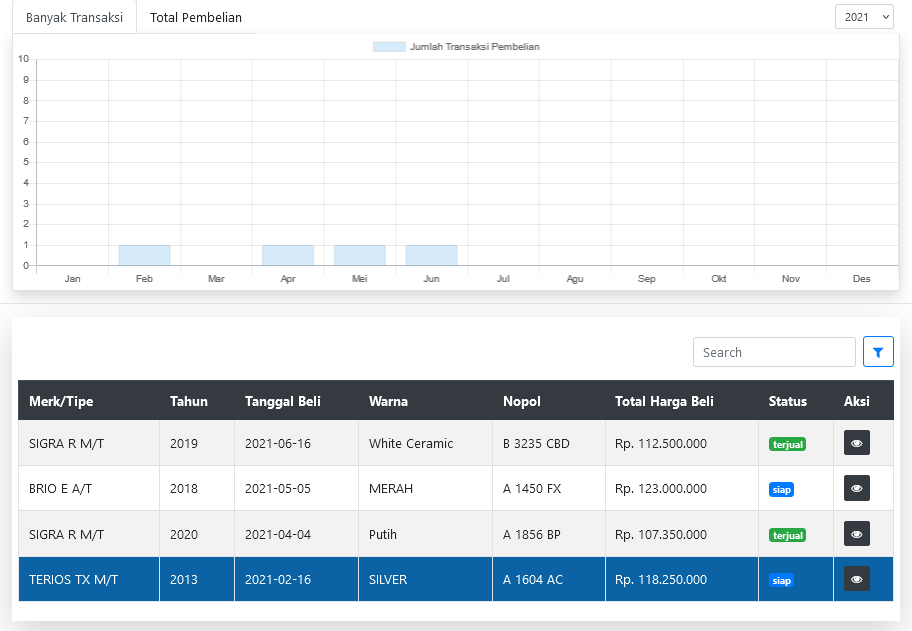 Banyak Transaksi Total Pembelian 2021
Jumlah Transaksi Pembelian
10
9
8
7
6
5
4
3
2
1
0
Jan Feb Mar Apr Mei Jun Jul Agu Sep Okt Nov Des
Search
Merk/Tipe Tahun Tanggal Beli Warna Nopol Total Harga Beli Status Aksi
SIGRA R M/T 2019 2021-06-16 White Ceramic B 3235 CBD Rp. 112.500.000 terjual
BRIO E A/T 2018 2021-05-05 MERAH A 1450 FX Rp. 123.000.000 siap
SIGRA R M/T 2020 2021-04-04 Putih A 1856 BP Rp. 107.350.000 terjual
TERIOS TX M/T 2013 2021-02-16 SILVER A 1604 AC Rp. 118.250.000 siap